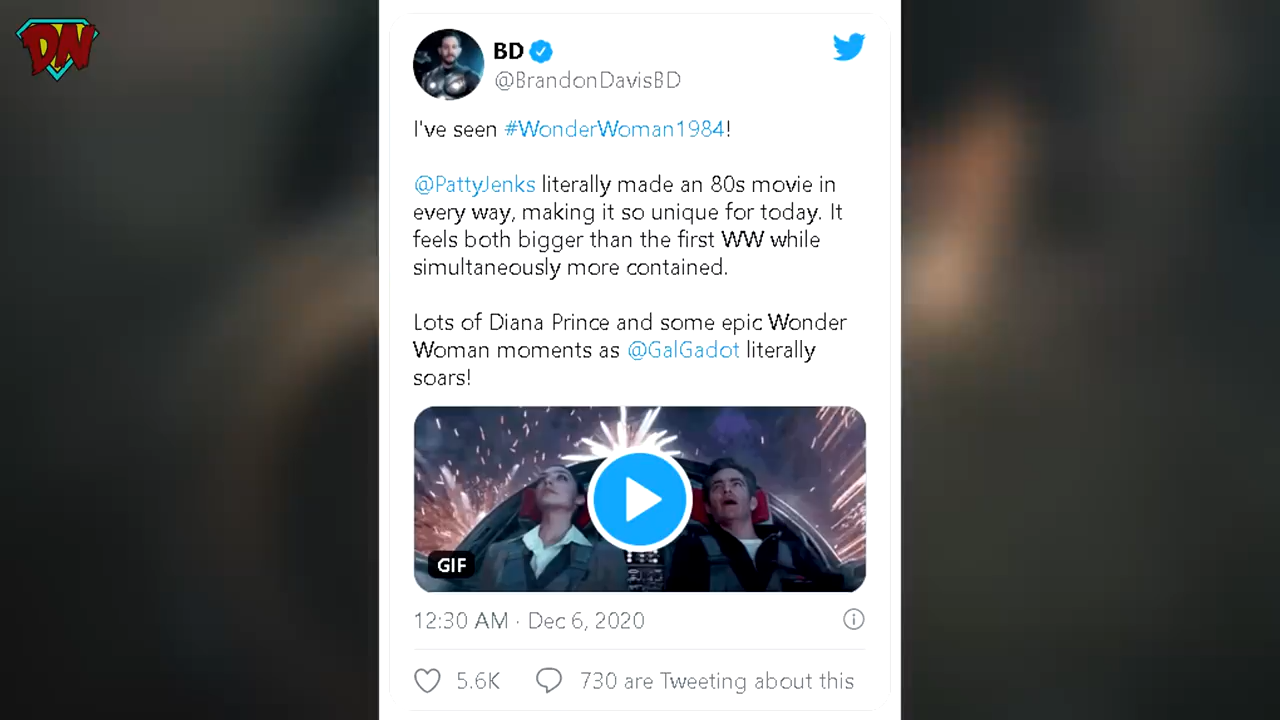 DN
BD
@BrandonDavisBD
I've seen #WonderWoman1984!
@PattyJenks literally made an 80s movie in
every way, making it so unique for today. It
feels both bigger than the first WW while
simultaneously more contained.
Lots of Diana Prince and some epic Wonder
Woman moments as @GalGadot literally
soars!
GIF
12:30 AM · Dec 6, 2020
5.6K 730 are Tweeting about this